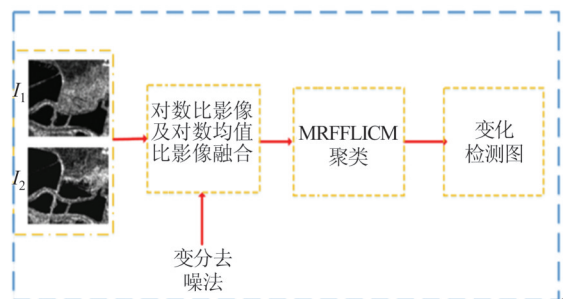 I1
I2
对数比影像
及对数均值
比影像融合
MRFFLICM
聚类
变化
检测图
变分去
噪法